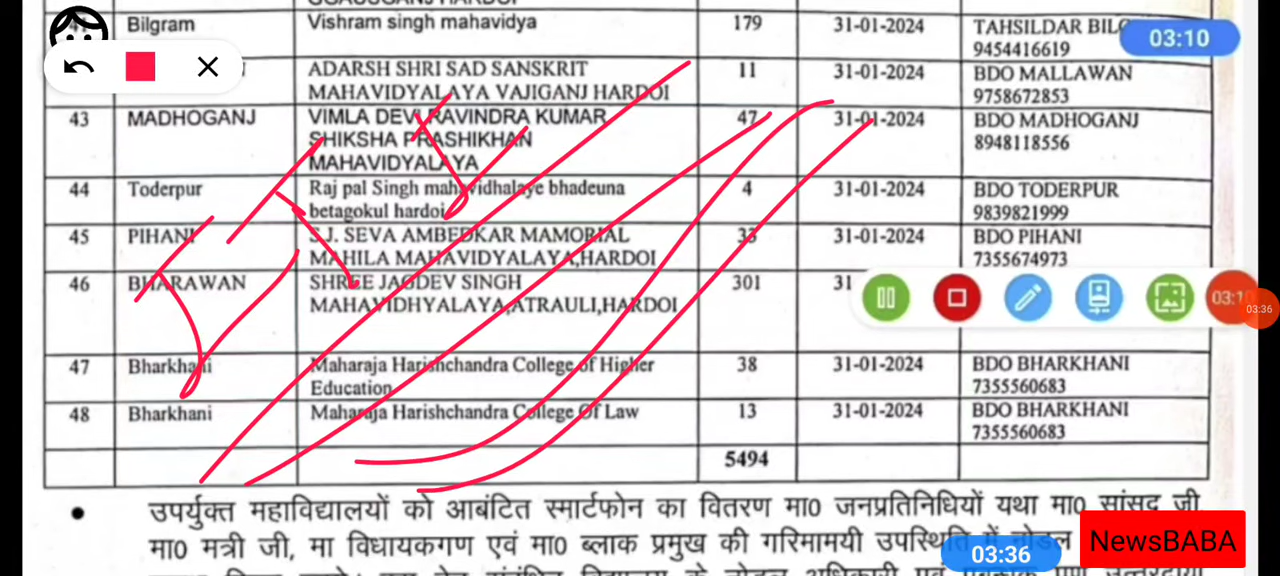 Bilgram Vishram singh mahavidya 179 31-01-2024 TAHSILDAR
9454416619
03:10
ADARSH SHRI SAD SANSKRIT 11 31-01-2024 BDO MALLAWAN
MAHAVIDYALAYA VAJIGANJ HARDOI 9758672853
43 MADHOGANJ VIMLA DEVI RAVINDRA KUMAR 47 31-01-2024 BDO MADHOGANJ
SHIKSHA PRASHIKHAN 8948118556
MAHAVIDYALAYA
44 Toderpur Raj pal Singh mahavidhalaye bhadeuna 4 31-01-2024 BDO TODERPUR
betagokul hardoi 9839821999
45 PIHANI S.J. SEVA AMBEDKAR MAMORIAL 33 31-01-2024 BDO PIHANI
MAHILA MAHAVIDYALAYA,HARDOI 7355674973
46 BHARAWAN SHREE JAGDEV SINGH 301 31
MAHAVIDHYALAYA,ATRAULI,HARDOI
03:36
47 Bharkhani Maharaja Harishchandra College of Higher 38 31-01-2024 BDO BHARKHANI
Education 7355560683
48 Bharkhani Maharaja Harishchandra College Of Law 13 31-01-2024 BDO BHARKHANI
7355560683
5494
• उपर्युक्त महाविद्यालयों को आबंटित स्मार्टफोन का वितरण मा0 जनप्रतिनिधियों यथा मा0 सांसद जी
मा0 मत्री जी, मा विधायकगण एवं मा0 ब्लाक प्रमुख की गरिमामयी उपस्थिति में नोडल
NewsBABA
03:36